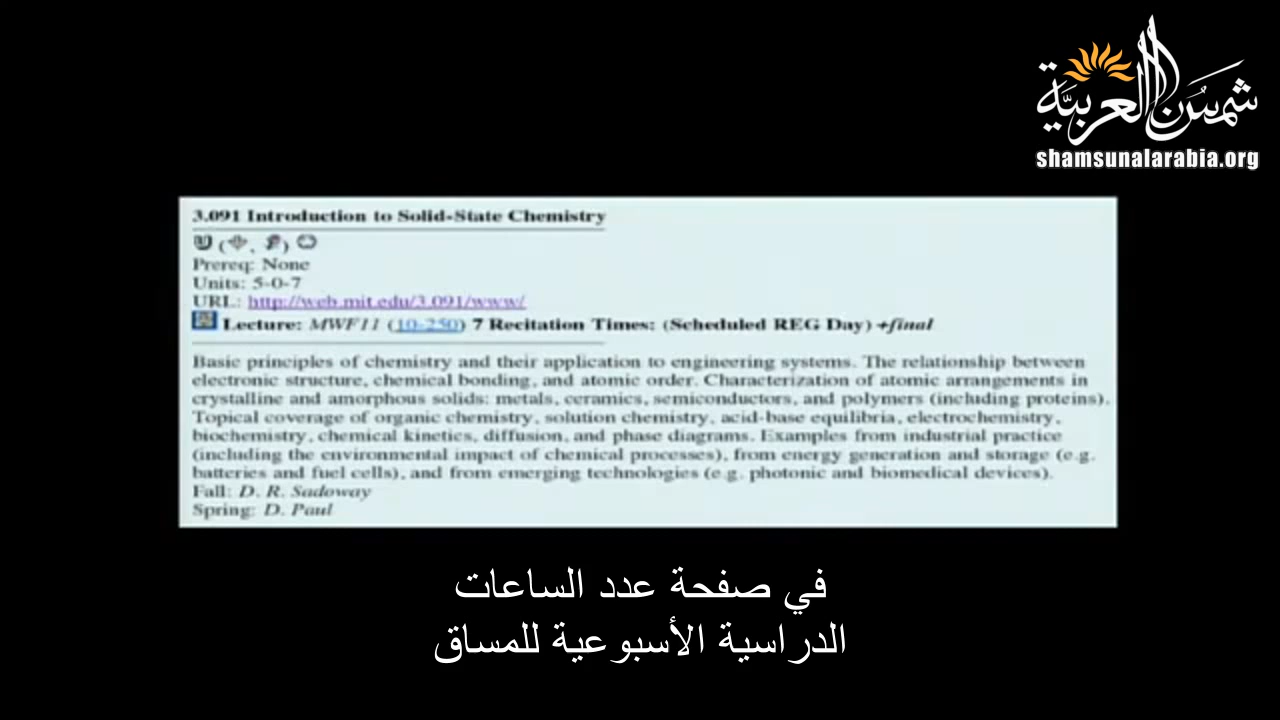 شمس العربية
shamsunalarabia.org
3.091 Introduction to Solid-State Chemistry
Prereq: None
Units: 5-0-7
URL: http://web.mit.edu/3.091/www/
Lecture: MWF11 (10-250) 7 Recitation Times: (Scheduled REG Day) +final
Basic principles of chemistry and their application to engineering systems. The relationship between
electronic structure, chemical bonding, and atomic order. Characterization of atomic arrangements in
crystalline and amorphous solids: metals, ceramics, semiconductors, and polymers (including proteins).
Topical coverage of organic chemistry, solution chemistry, acid-base equilibria, electrochemistry,
biochemistry, chemical kinetics, diffusion, and phase diagrams. Examples from industrial practice
(including the environmental impact of chemical processes), from energy generation and storage (e.g.
batteries and fuel cells), and from emerging technologies (e.g. photonic and biomedical devices).
Fall: D. R. Sadoway
Spring: D. Paul
في صفحة عدد الساعات
الدراسية الأسبوعية للمساق